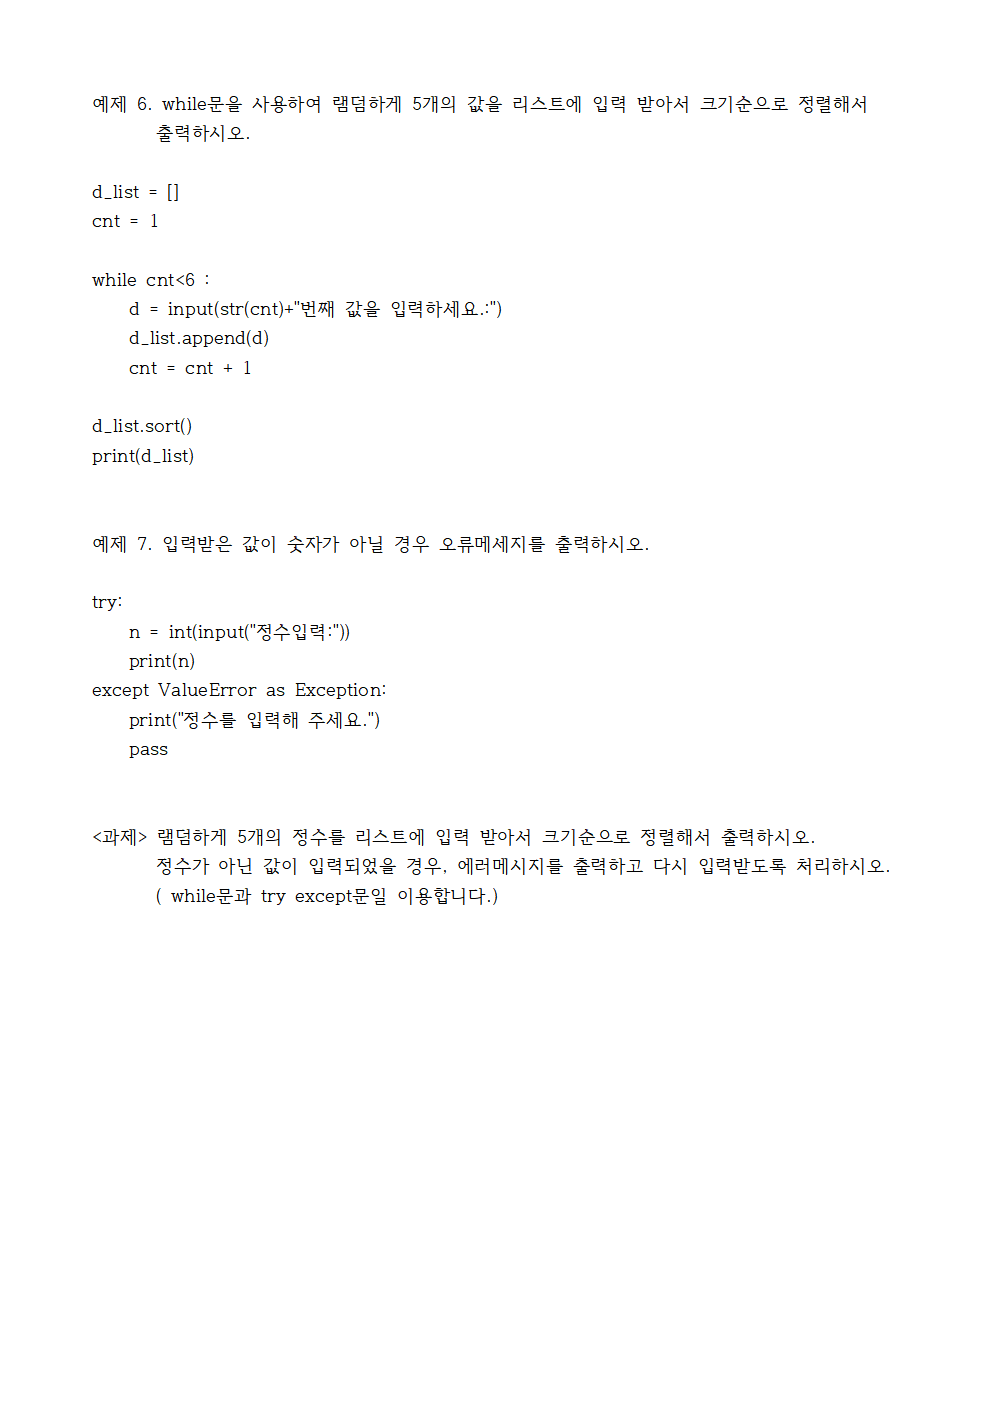 예제 6. while문을 사용하여 램덤하게 5개의 값을 리스트에 입력 받아서 크기순으로 정렬해서
출력하시오.
d_list = []
cnt = 1
while cnt<6 :
d = input(str(cnt)+"번째 값을 입력하세요.:")
d_list.append(d)
cnt = cnt + 1
d_list.sort()
print(d_list)
예제 7. 입력받은 값이 숫자가 아닐 경우 오류메세지를 출력하시오.
try:
n = int(input("정수입력:"))
print(n)
except ValueError as Exception:
print("정수를 입력해 주세요.")
pass
<과제> 램덤하게 5개의 정수를 리스트에 입력 받아서 크기순으로 정렬해서 출력하시오.
정수가 아닌 값이 입력되었을 경우, 에러메시지를 출력하고 다시 입력받도록 처리하시오.
( while문과 try except문일 이용합니다.)